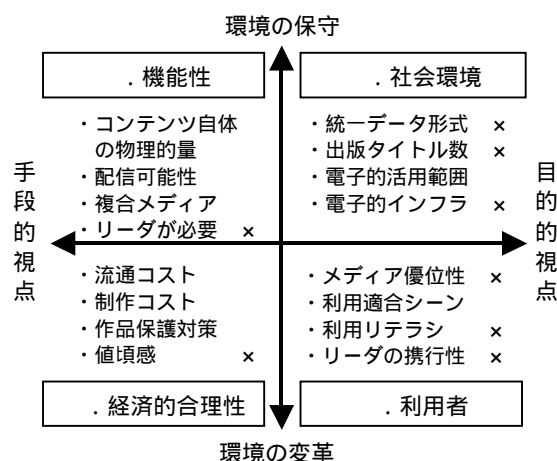 環境の保守
．機能性
．社会環境
・コンテンツ自体
の物理的量
・配信可能性
・複合メディア
・リーダが必要 ×
・統一データ形式 ×
・出版タイトル数 ×
・電子的活用範囲
・電子的インフラ ×
手段的視点
目的的視点
・流通コスト
・制作コスト
・作品保護対策
・値頃感 ×
・メディア優位性 ×
・利用適合シーン
・利用リテラシ ×
・リーダの携行性 ×
．経済的合理性
．利用者
環境の変革